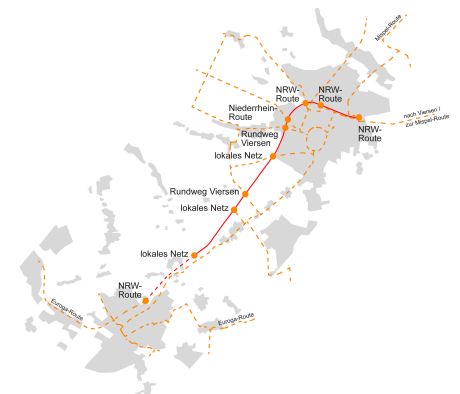 Mispel-Route
NRW-
Route
NRW-
Route
Niederrhein-
Route
nach Viersen /
zur Mispel-Route
NRW-
Route
Rundweg
Viersen
lokales Netz
Rundweg Viersen
lokales Netz
lokales Netz
NRW-
Route
Europa-Route
Europa-Route